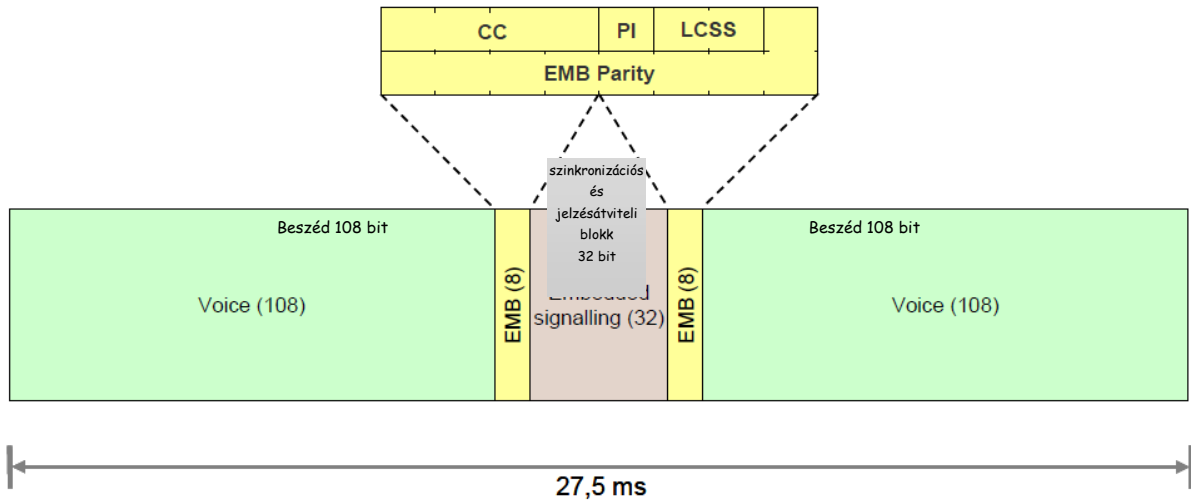 CC PI LCSS
EMB Parity
szinkronizációs
és
jelzésátviteli
blokk
32 bit
Beszéd 108 bit
Voice (108)
EMB (8)
Embedded
signalling (32)
EMB (8)
Beszéd 108 bit
Voice (108)
27,5 ms